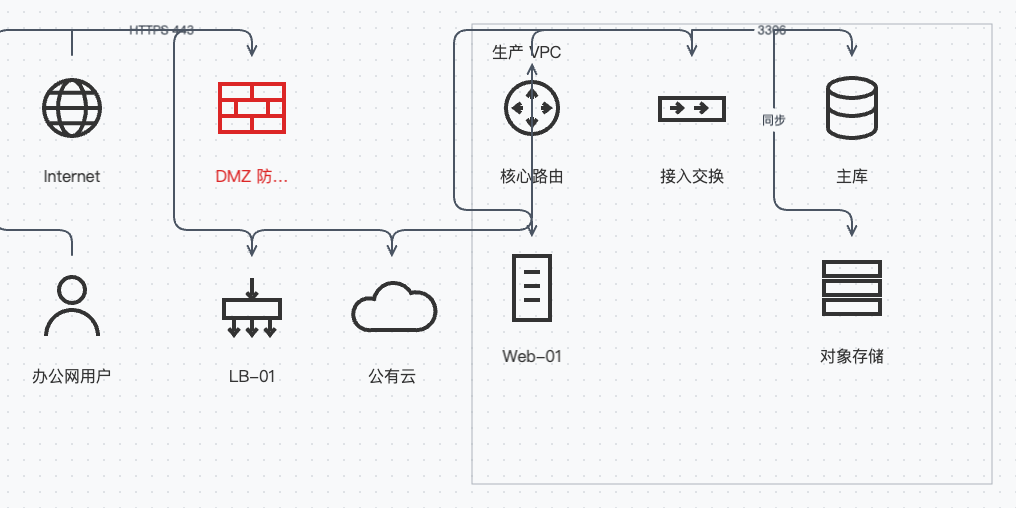 HTTPS 443
3306
生产 VPC
同步
Internet
DMZ 防...
核心路由
接入交换
主库
办公网用户
LB-01
公有云
Web-01
对象存储